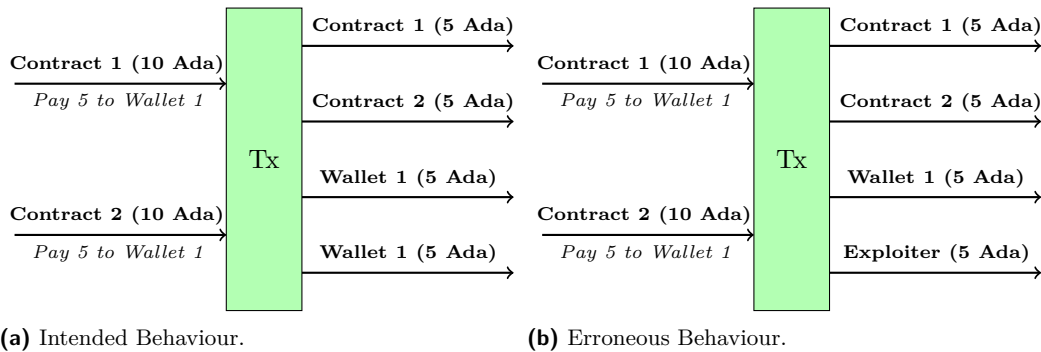 Contract 1 (10 Ada)
Pay 5 to Wallet 1
Contract 2 (10 Ada)
Pay 5 to Wallet 1
Tx
Contract 1 (5 Ada)
Contract 2 (5 Ada)
Wallet 1 (5 Ada)
Wallet 1 (5 Ada)
(a) Intended Behaviour.
Contract 1 (10 Ada)
Pay 5 to Wallet 1
Contract 2 (10 Ada)
Pay 5 to Wallet 1
Tx
Contract 1 (5 Ada)
Contract 2 (5 Ada)
Wallet 1 (5 Ada)
Exploiter (5 Ada)
(b) Erroneous Behaviour.